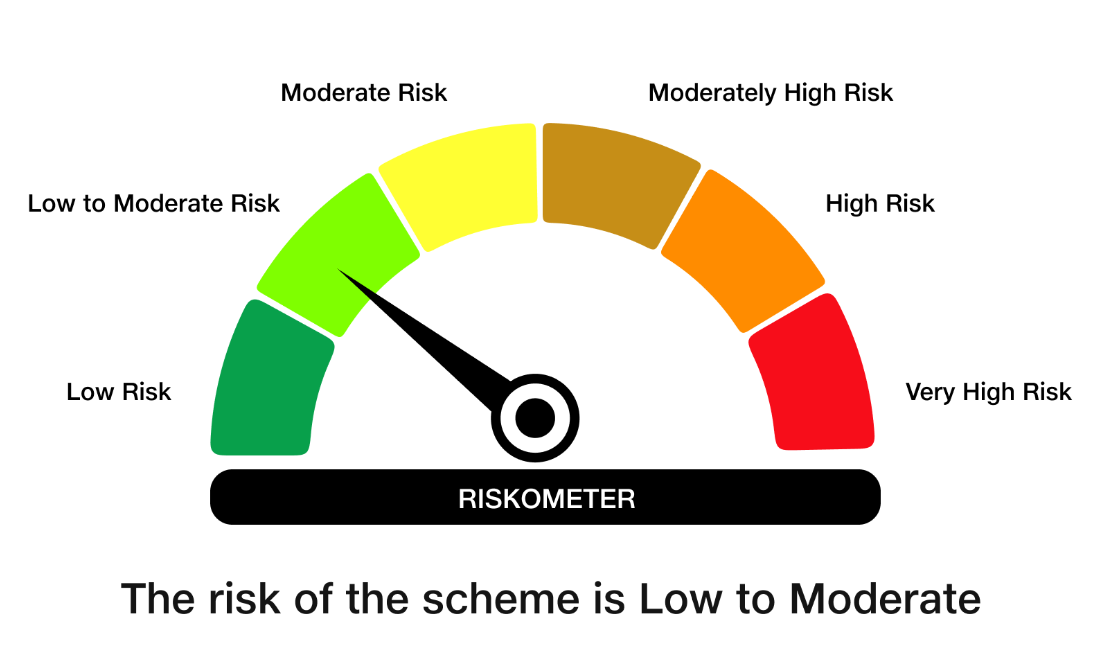 Moderate Risk
Moderately High Risk
Low to Moderate Risk
High Risk
Low Risk
Very High Risk
RISKOMETER
The risk of the scheme is Low to Moderate